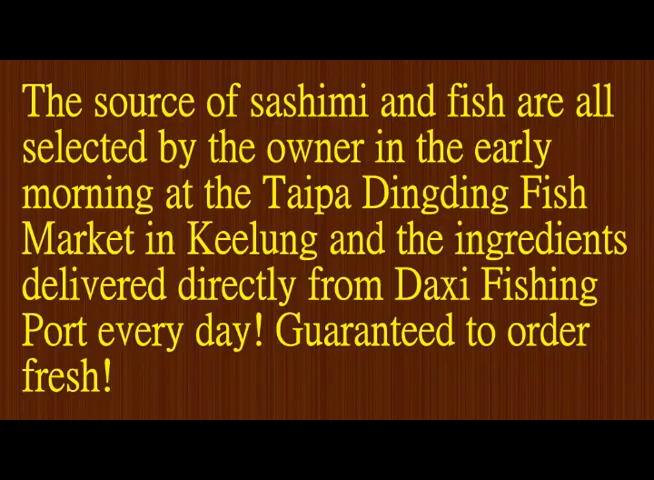 The source of sashimi and fish are all
selected by the owner in the early
morning at the Taipa Dingding Fish
Market in Keelung and the ingredients
delivered directly from Daxi Fishing
Port every day! Guaranteed to order
fresh!